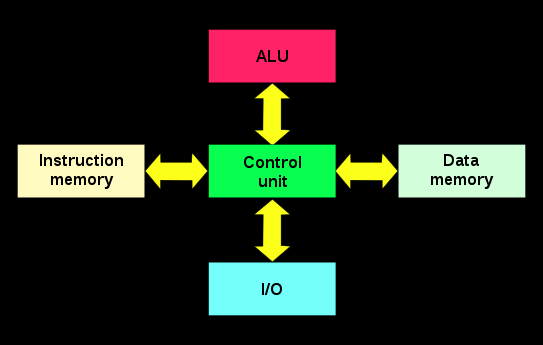 ALU
Instruction
memory
Control
unit
Data
memory
I/O